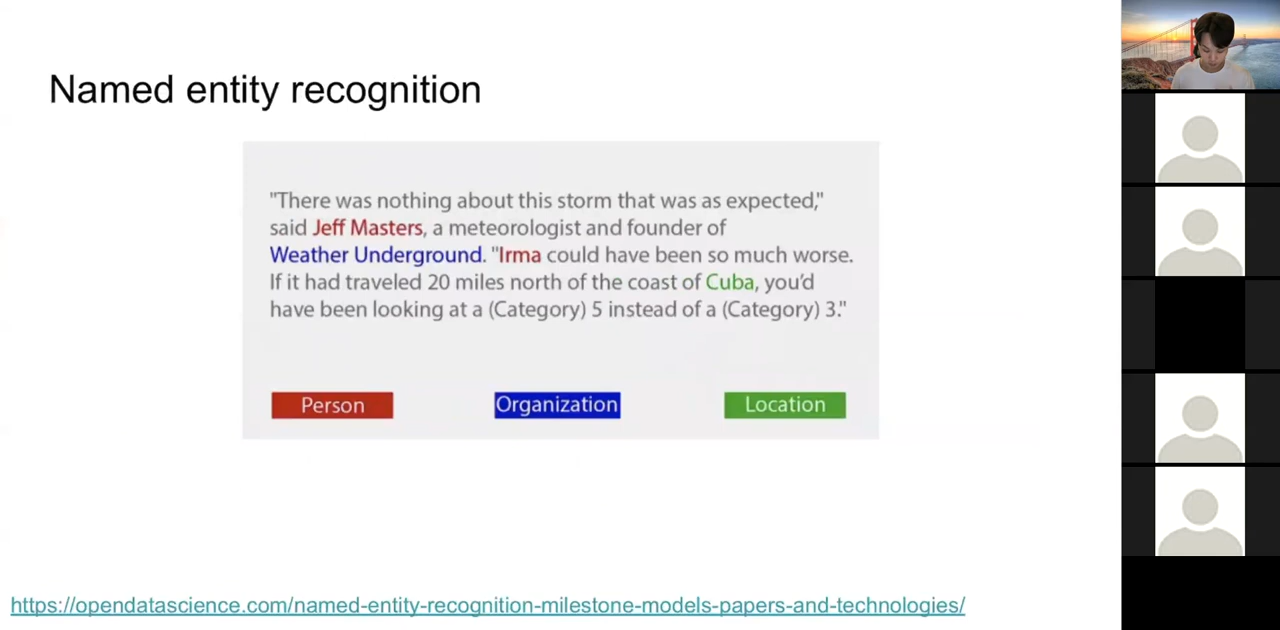 Named entity recognition
"There was nothing about this storm that was as expected,"
said Jeff Masters, a meteorologist and founder of
Weather Underground. "Irma could have been so much worse.
If it had traveled 20 miles north of the coast of Cuba, you'd
have been looking at a (Category) 5 instead of a (Category) 3."
Person Organization Location
https://opendatascience.com/named-entity-recognition-milestone-models-papers-and-technologies/